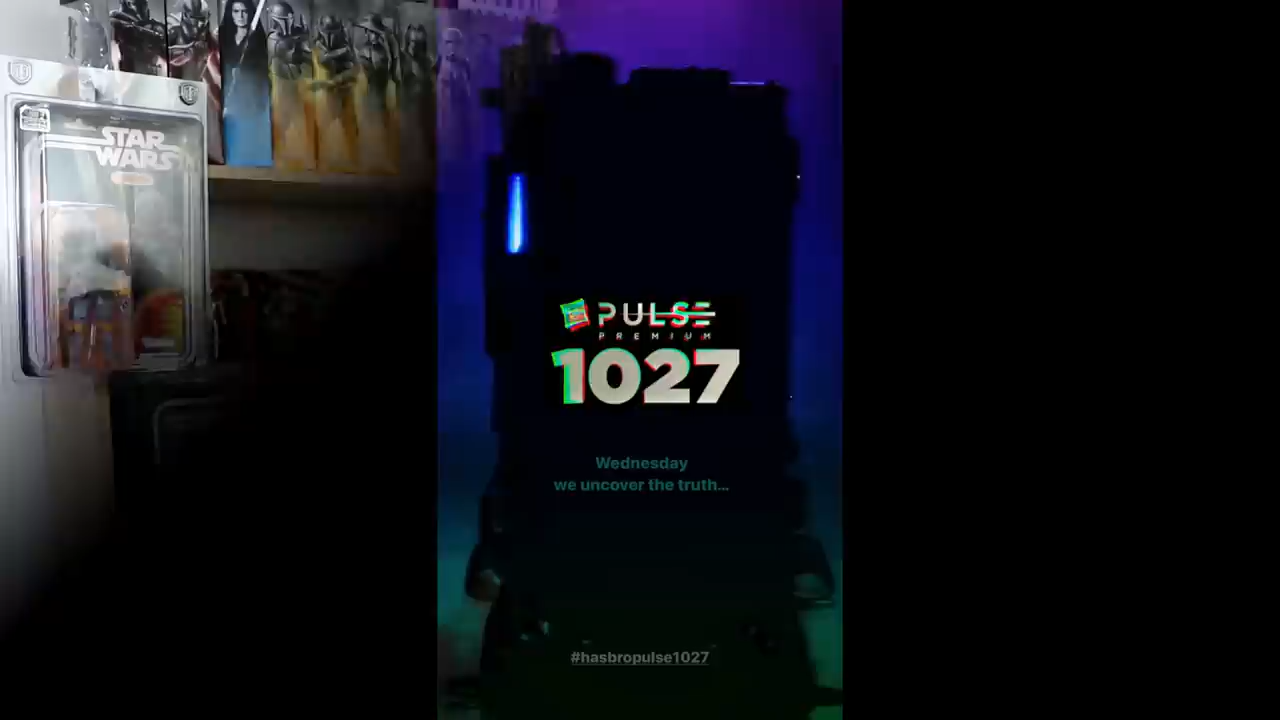 STAR
WARS
PULSE
PREMIUM
1027
Wednesday
we uncover the truth...
#hasbropulse1027